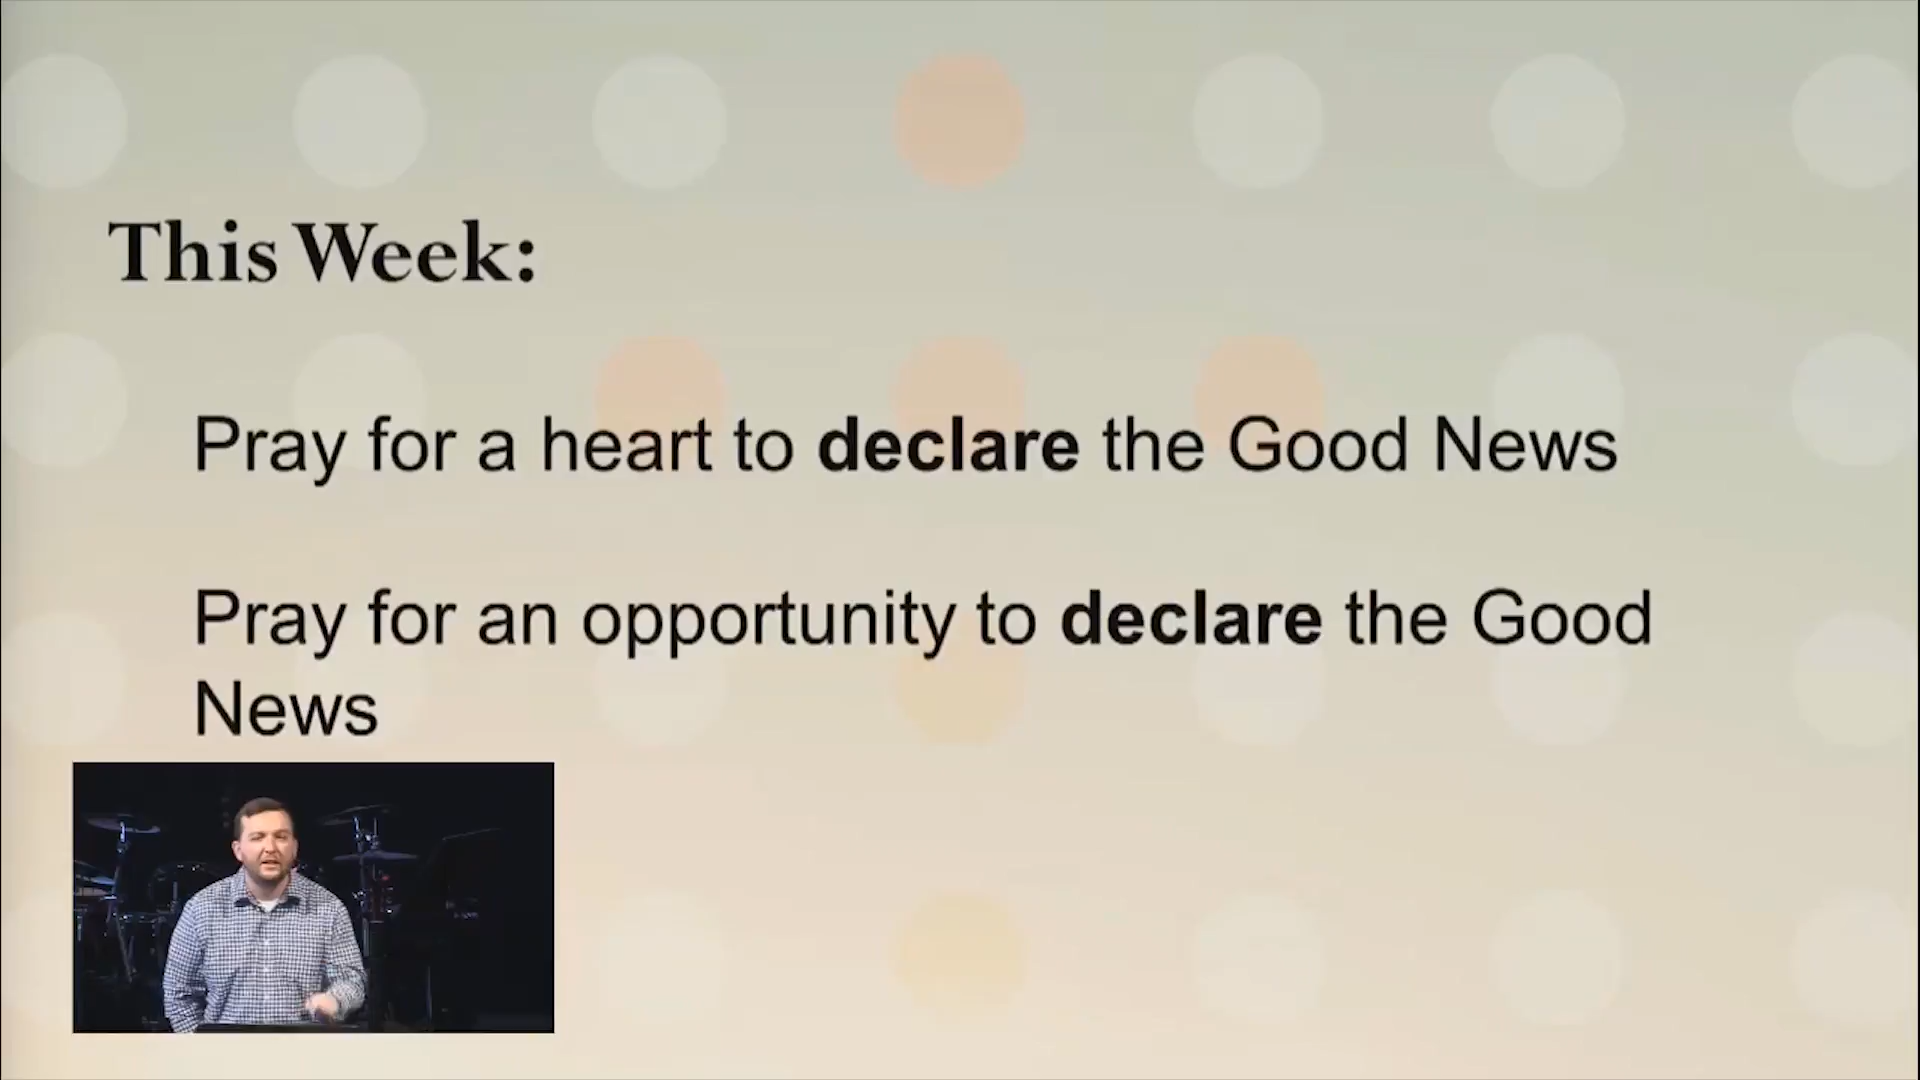 This Week:
Pray for a heart to declare the Good News
Pray for an opportunity to declare the Good
News